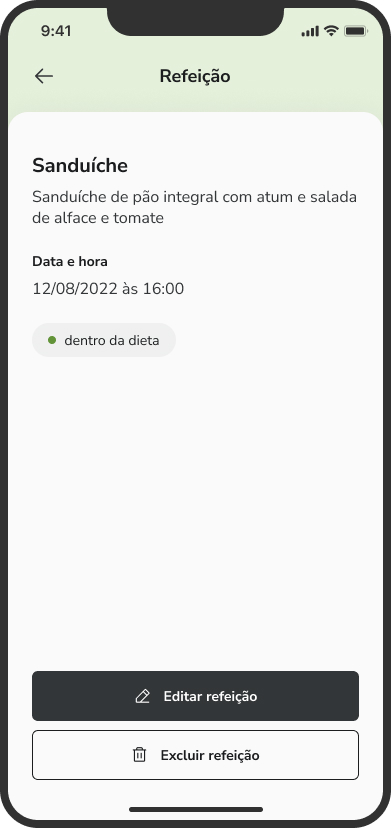 9:41
Refeição
Sanduíche
Sanduíche de pão integral com atum e salada
de alface e tomate
Data e hora
12/08/2022 às 16:00
dentro da dieta
Editar refeição
Excluir refeição